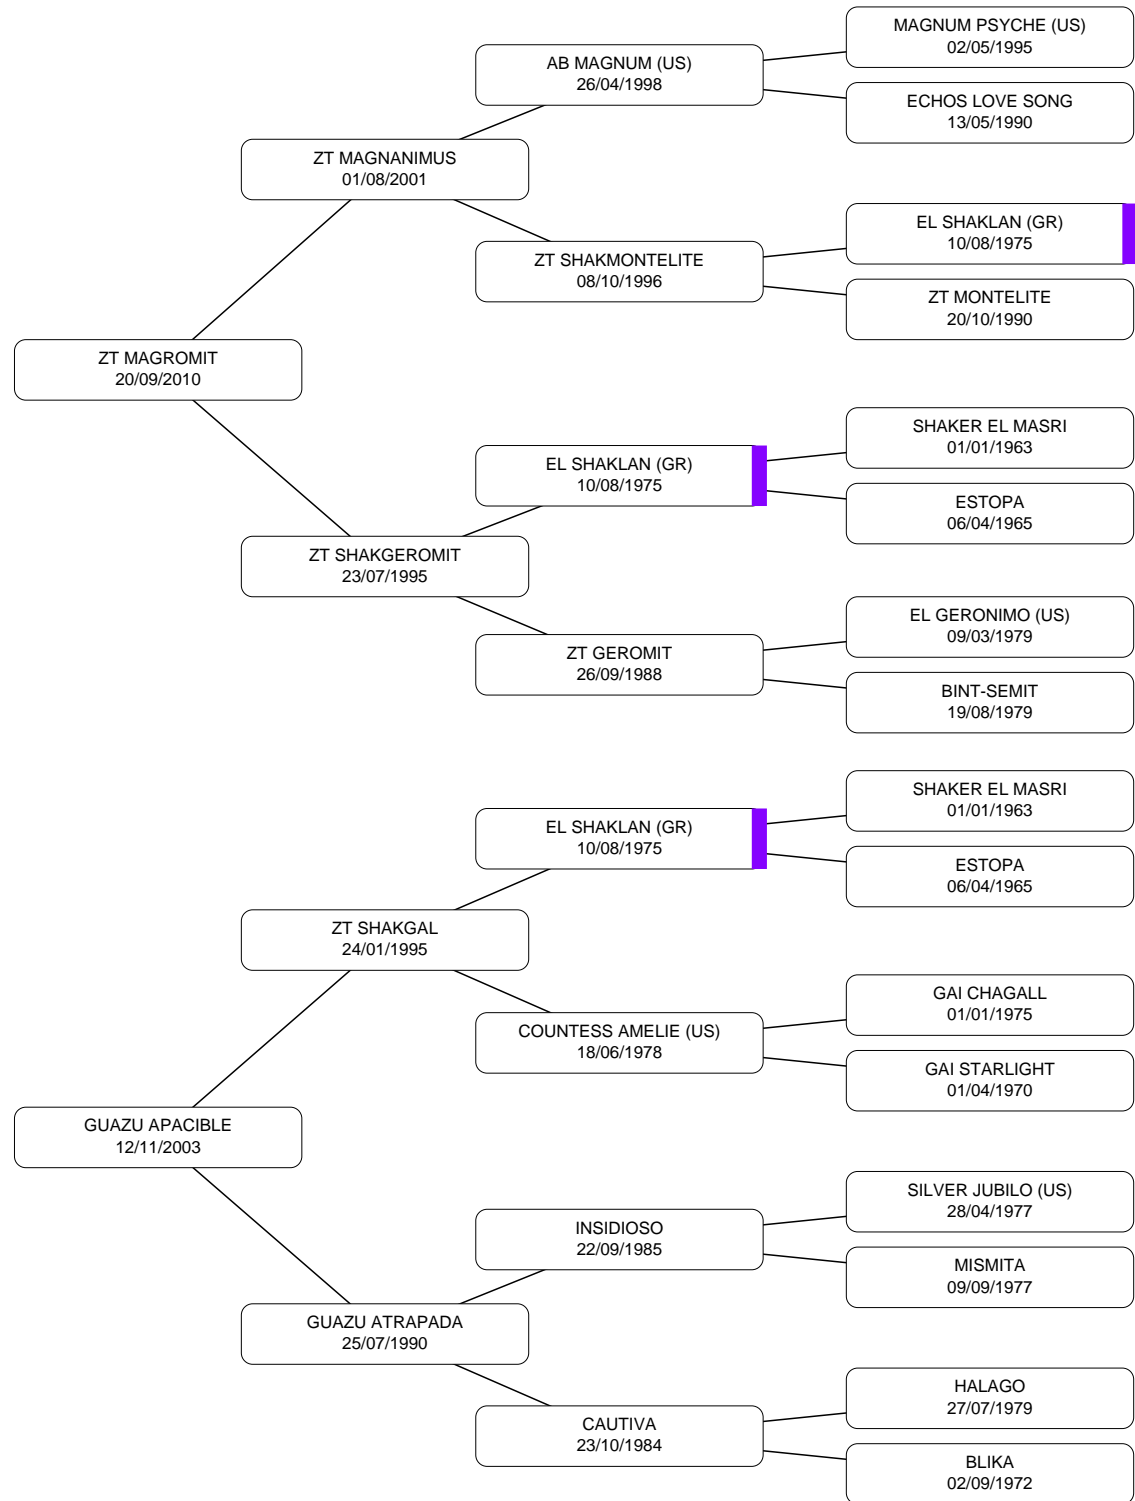 MAGNUM PSYCHE (US)
02/05/1995
AB MAGNUM (US)
26/04/1998
ECHOS LOVE SONG
13/05/1990
ZT MAGNANIMUS
01/08/2001
EL SHAKLAN (GR)
10/08/1975
ZT SHAKMONTELITE
08/10/1996
ZT MONTELITE
20/10/1990
ZT MAGROMIT
20/09/2010
SHAKER EL MASRI
01/01/1963
EL SHAKLAN (GR)
10/08/1975
ESTOPA
06/04/1965
ZT SHAKGEROMIT
23/07/1995
EL GERONIMO (US)
09/03/1979
ZT GEROMIT
26/09/1988
BINT-SEMIT
19/08/1979
SHAKER EL MASRI
01/01/1963
EL SHAKLAN (GR)
10/08/1975
ESTOPA
06/04/1965
ZT SHAKGAL
24/01/1995
GAI CHAGALL
01/01/1975
COUNTESS AMELIE (US)
18/06/1978
GAI STARLIGHT
01/04/1970
GUAZU APACIBLE
12/11/2003
SILVER JUBILO (US)
28/04/1977
INSIDIOSO
22/09/1985
MISMITA
09/09/1977
GUAZU ATRAPADA
25/07/1990
HALAGO
27/07/1979
CAUTIVA
23/10/1984
BLIKA
02/09/1972